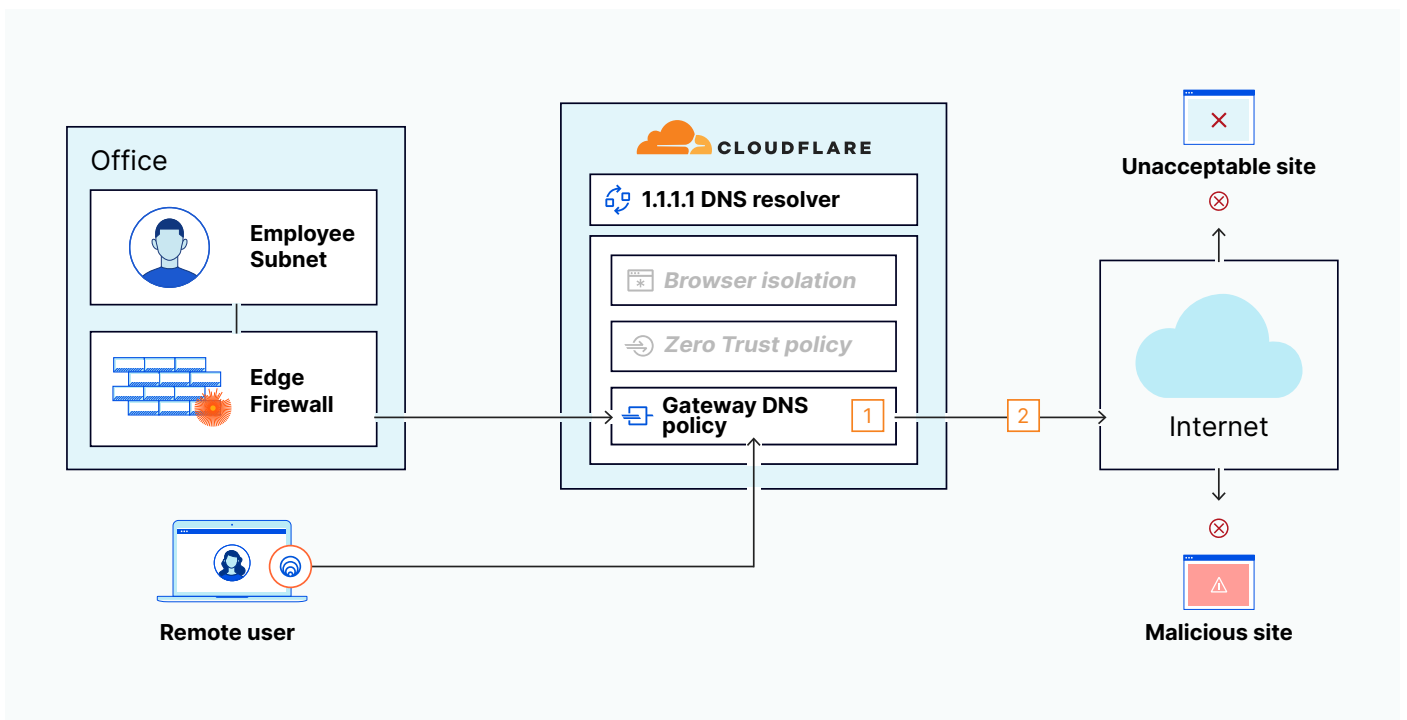 Office
Employee
Subnet
Edge
Firewall
Remote user
CLOUDFLARE
1.1.1.1 DNS resolver
Browser isolation
Zero Trust policy
Gateway DNS
policy
1
2
Unacceptable site
Internet
Malicious site